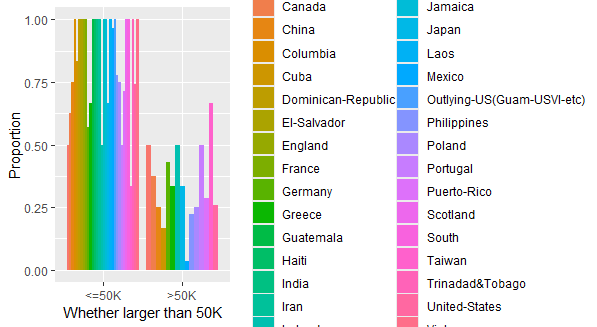 1.00
0.75
0.50
0.25
0.00
Proportion
<=50K
>50K
Whether larger than 50K
Canada
China
Columbia
Cuba
Dominican-Republic
El-Salvador
England
France
Germany
Greece
Guatemala
Haiti
India
Iran
Jamaica
Japan
Laos
Mexico
Outlying-US(Guam-USVI-etc)
Philippines
Poland
Portugal
Puerto-Rico
Scotland
South
Taiwan
Trinadad&Tobago
United-States